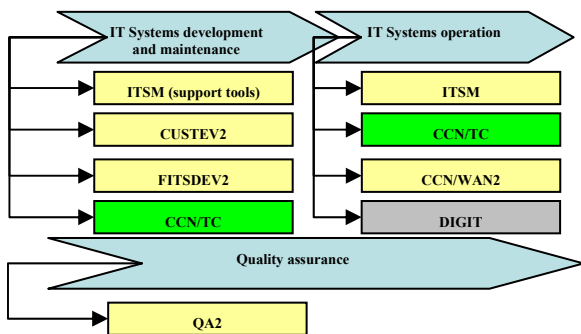 IT Systems development
and maintenance
IT Systems operation
ITSM (support tools)
CUSTEV2
FITSDEV2
CCN/TC
ITSM
CCN/TC
CCN/WAN2
DIGIT
Quality assurance
QA2